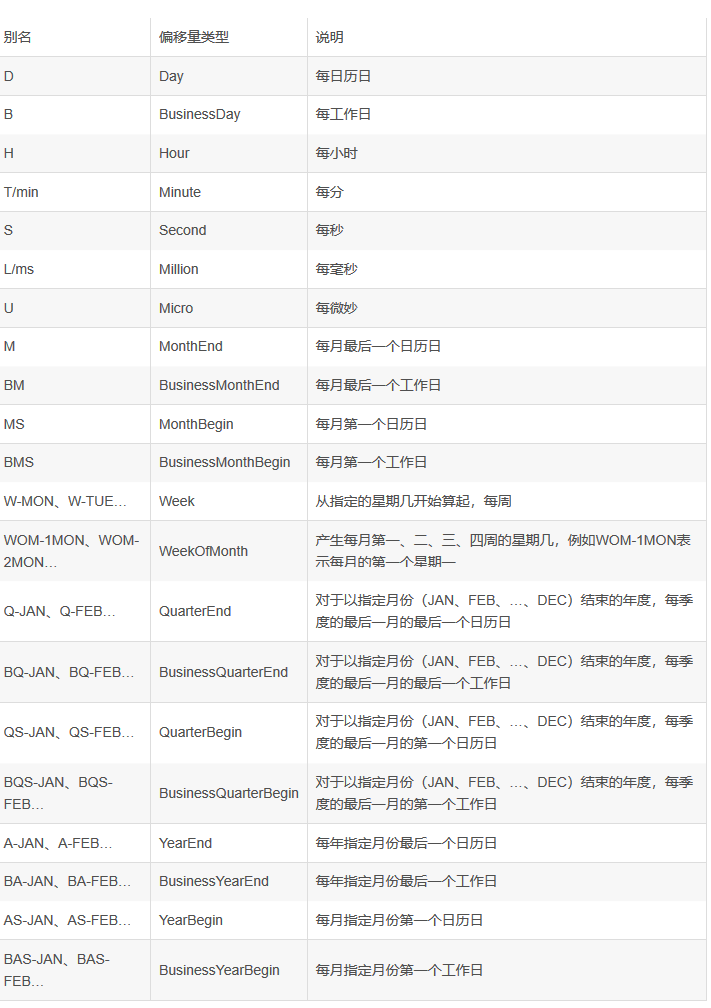 别名 偏移量类型 说明
D Day 每日历日
B BusinessDay 每工作日
H Hour 每小时
T/min Minute 每分
S Second 每秒
L/ms Million 每毫秒
U Micro 每微妙
M MonthEnd 每月最后一个日历日
BM BusinessMonthEnd 每月最后一个工作日
MS MonthBegin 每月第一个日历日
BMS BusinessMonthBegin 每月第一个工作日
W-MON、W-TUE… Week 从指定的星期几开始算起，每周
WOM-1MON、WOM-
2MON…
WeekOfMonth
产生每月第一、二、三、四周的星期几，例如WOM-1MON表
示每月的第一个星期一
Q-JAN、Q-FEB…
QuarterEnd
对于以指定月份（JAN、FEB、…、DEC）结束的年度，每季
度的最后一月的最后一个日历日
BQ-JAN、BQ-FEB…
BusinessQuarterEnd
对于以指定月份（JAN、FEB、…、DEC）结束的年度，每季
度的最后一月的最后一个工作日
QS-JAN、QS-FEB…
QuarterBegin
对于以指定月份（JAN、FEB、…、DEC）结束的年度，每季
度的最后一月的第一个日历日
BQS-JAN、BQS-
FEB…
BusinessQuarterBegin
对于以指定月份（JAN、FEB、…、DEC）结束的年度，每季
度的最后一月的第一个工作日
A-JAN、A-FEB… YearEnd 每年指定月份最后一个日历日
BA-JAN、BA-FEB… BusinessYearEnd 每年指定月份最后一个工作日
AS-JAN、AS-FEB… YearBegin 每月指定月份第一个日历日
BAS-JAN、BAS-
FEB…
BusinessYearBegin
每月指定月份第一个工作日